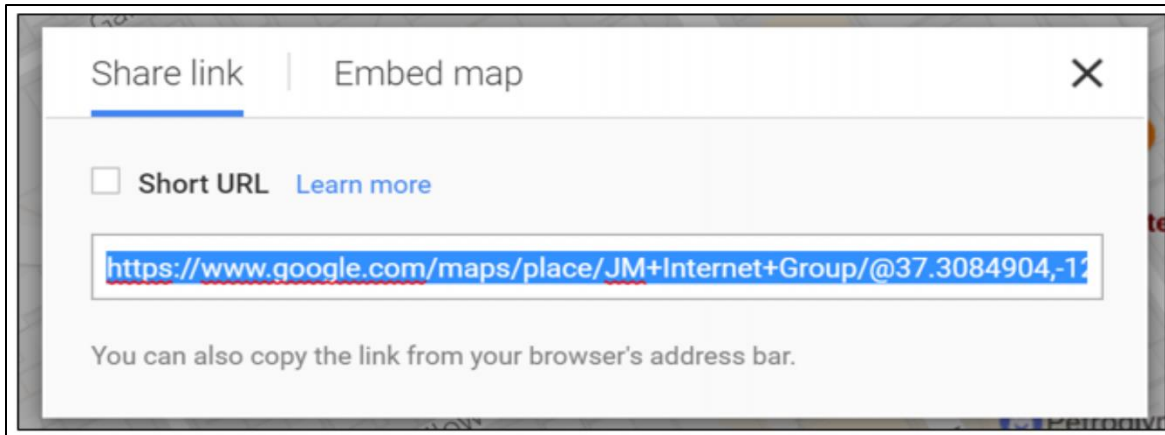 Share link Embed map
Short URL Learn more
https://www.google.com/maps/place/JM+Internet+Group/@37.3084904,-12
You can also copy the link from your browser's address bar.